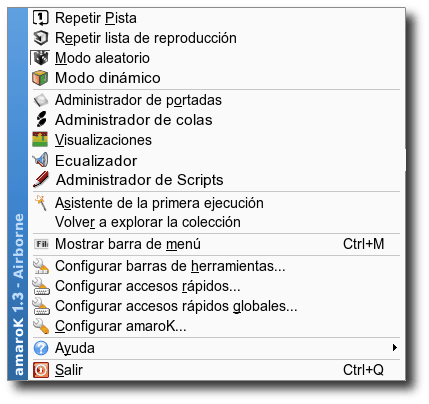 Repetir Pista
Repetir lista de reproducción
Modo aleatorio
Modo dinámico
Administrador de portadas
Administrador de colas
Visualizaciones
Ecualizador
Administrador de Scripts
Asistente de la primera ejecución
Volver a explorar la colección
Mostrar barra de menú Ctrl+M
Configurar barras de herramientas...
Configurar accesos rápidos...
Configurar accesos rápidos globales...
Configurar amaroK...
Ayuda
Salir Ctrl+Q
amaroK 1.3 - Airborne